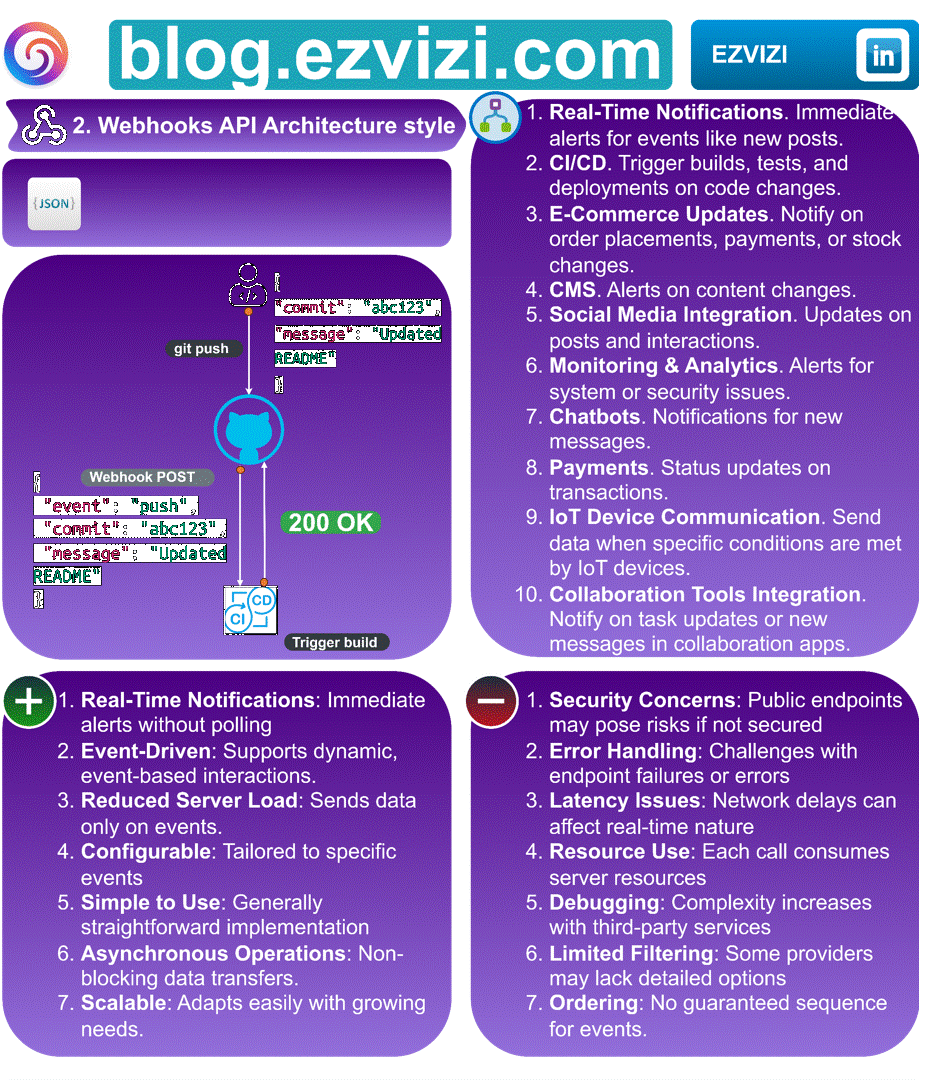 blog.ezvizi.com
EZVIZI
in
2. Webhooks API Architecture style
{JSON}
{
"commit": "abc123",
"message": "Updated
README"
}
git push
Webhook POST
{
"event": "push",
"commit": "abc123",
"message": "Updated
README"
}
200 OK
CI
CD
Trigger build
1. Real-Time Notifications. Immediate
alerts for events like new posts.
2. CI/CD. Trigger builds, tests, and
deployments on code changes.
3. E-Commerce Updates. Notify on
order placements, payments, or stock
changes.
4. CMS. Alerts on content changes.
5. Social Media Integration. Updates on
posts and interactions.
6. Monitoring & Analytics. Alerts for
system or security issues.
7. Chatbots. Notifications for new
messages.
8. Payments. Status updates on
transactions.
9. IoT Device Communication. Send
data when specific conditions are met
by IoT devices.
10. Collaboration Tools Integration.
Notify on task updates or new
messages in collaboration apps.
1. Real-Time Notifications: Immediate
alerts without polling
2. Event-Driven: Supports dynamic,
event-based interactions.
3. Reduced Server Load: Sends data
only on events.
4. Configurable: Tailored to specific
events
5. Simple to Use: Generally
straightforward implementation
6. Asynchronous Operations: Non-
blocking data transfers.
7. Scalable: Adapts easily with growing
needs.
1. Security Concerns: Public endpoints
may pose risks if not secured
2. Error Handling: Challenges with
endpoint failures or errors
3. Latency Issues: Network delays can
affect real-time nature
4. Resource Use: Each call consumes
server resources
5. Debugging: Complexity increases
with third-party services
6. Limited Filtering: Some providers
may lack detailed options
7. Ordering: No guaranteed sequence
for events.